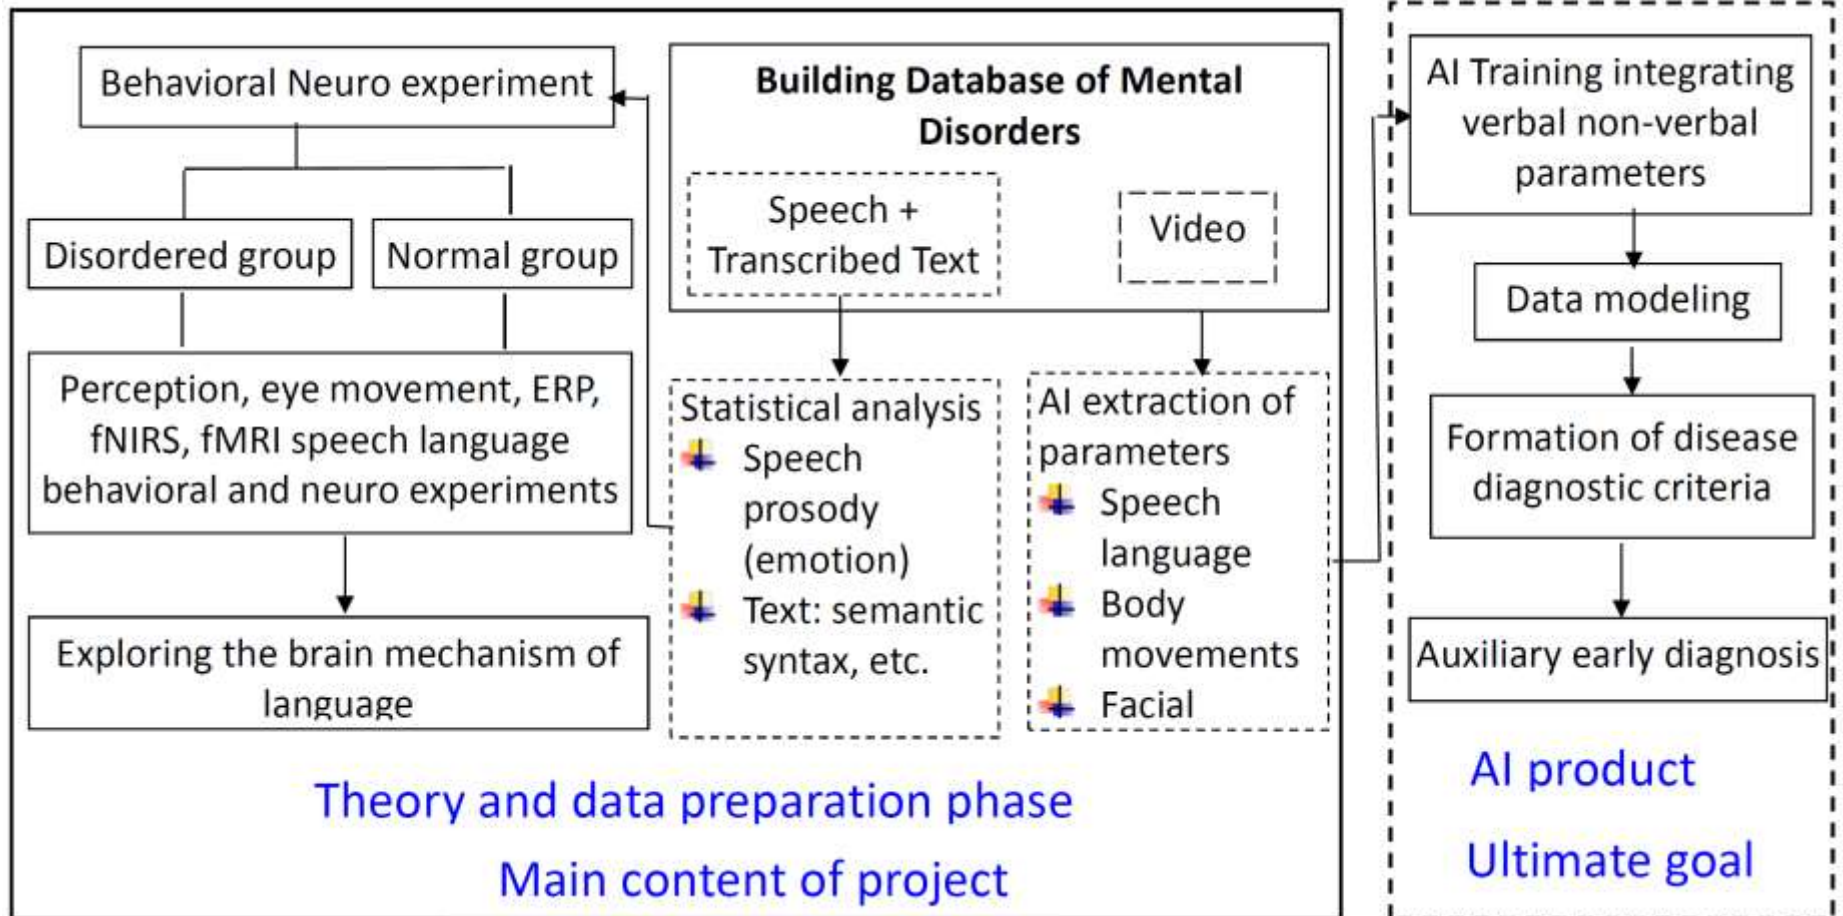 Behavioral Neuro experiment
Disordered group
Normal group
Perception, eye movement, ERP,
fNIRS, fMRI speech language
behavioral and neuro experiments
Exploring the brain mechanism of
language
Building Database of Mental
Disorders
Speech +
Transcribed Text
Video
Statistical analysis
Speech
prosody
(emotion)
Text: semantic
syntax, etc.
AI extraction of
parameters
Speech
language
Body
movements
Facial
Theory and data preparation phase
Main content of project
AI Training integrating
verbal non-verbal
parameters
Data modeling
Formation of disease
diagnostic criteria
Auxiliary early diagnosis
AI product
Ultimate goal